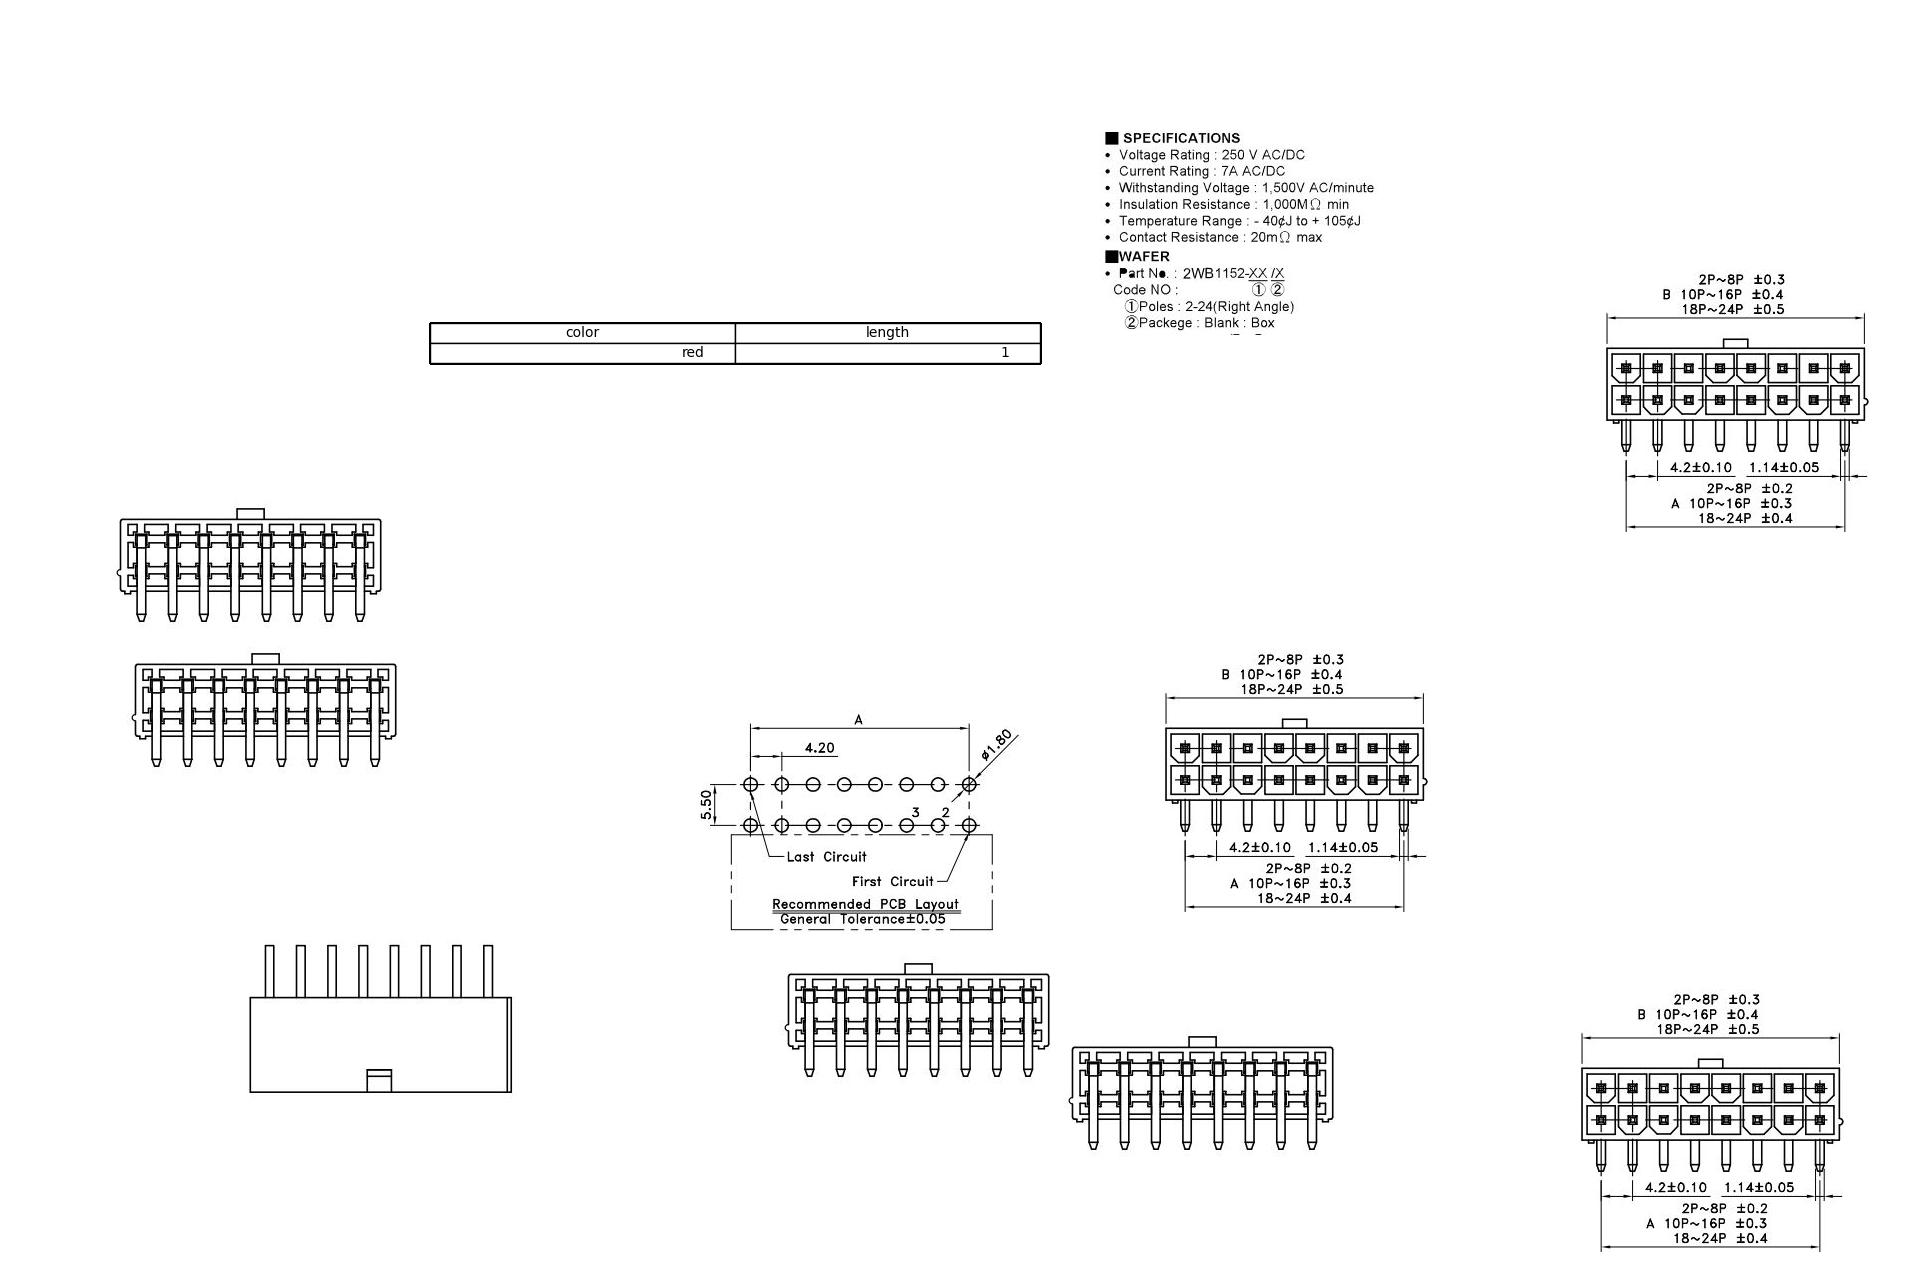 ■ SPECIFICATIONS
• Voltage Rating : 250 V AC/DC
• Current Rating : 7A AC/DC
• Withstanding Voltage : 1,500V AC/minute
• Insulation Resistance : 1,000MΩ min
• Temperature Range : - 40¢J to + 105¢J
• Contact Resistance : 20mΩ max
■WAFER
• Part No. : 2WB1152-XX /X
Code NO : ① ②
①Poles : 2-24(Right Angle)
②Packege : Blank : Box
color length
red 1
2P~8P ±0.3
B 10P~16P ±0.4
18P~24P ±0.5
4.2±0.10 1.14±0.05
2P~8P ±0.2
A 10P~16P ±0.3
18~24P ±0.4
2P~8P ±0.3
B 10P~16P ±0.4
18P~24P ±0.5
4.2±0.10 1.14±0.05
2P~8P ±0.2
A 10P~16P ±0.3
18~24P ±0.4
A
4.20
ø1.80
5.50
3 2
Last Circuit
First Circuit
Recommended PCB Layout
General Tolerance±0.05
2P~8P ±0.3
B 10P~16P ±0.4
18P~24P ±0.5
4.2±0.10 1.14±0.05
2P~8P ±0.2
A 10P~16P ±0.3
18~24P ±0.4